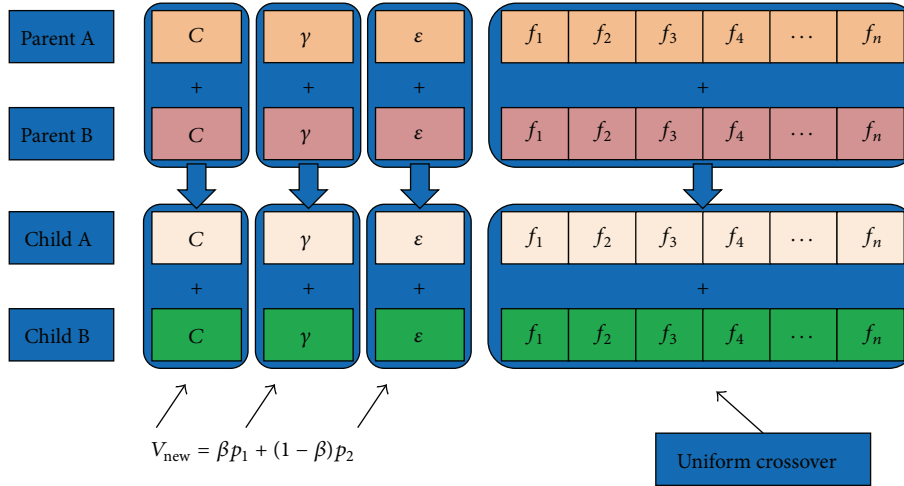 Parent A C γ ε f₁ f₂ f₃ f₄ ⋯ fₙ
+ + + +
Parent B C γ ε f₁ f₂ f₃ f₄ ⋯ fₙ
Child A C γ ε f₁ f₂ f₃ f₄ ⋯ fₙ
+ + + +
Child B C γ ε f₁ f₂ f₃ f₄ ⋯ fₙ
V_new = βp₁ + (1 − β)p₂
Uniform crossover